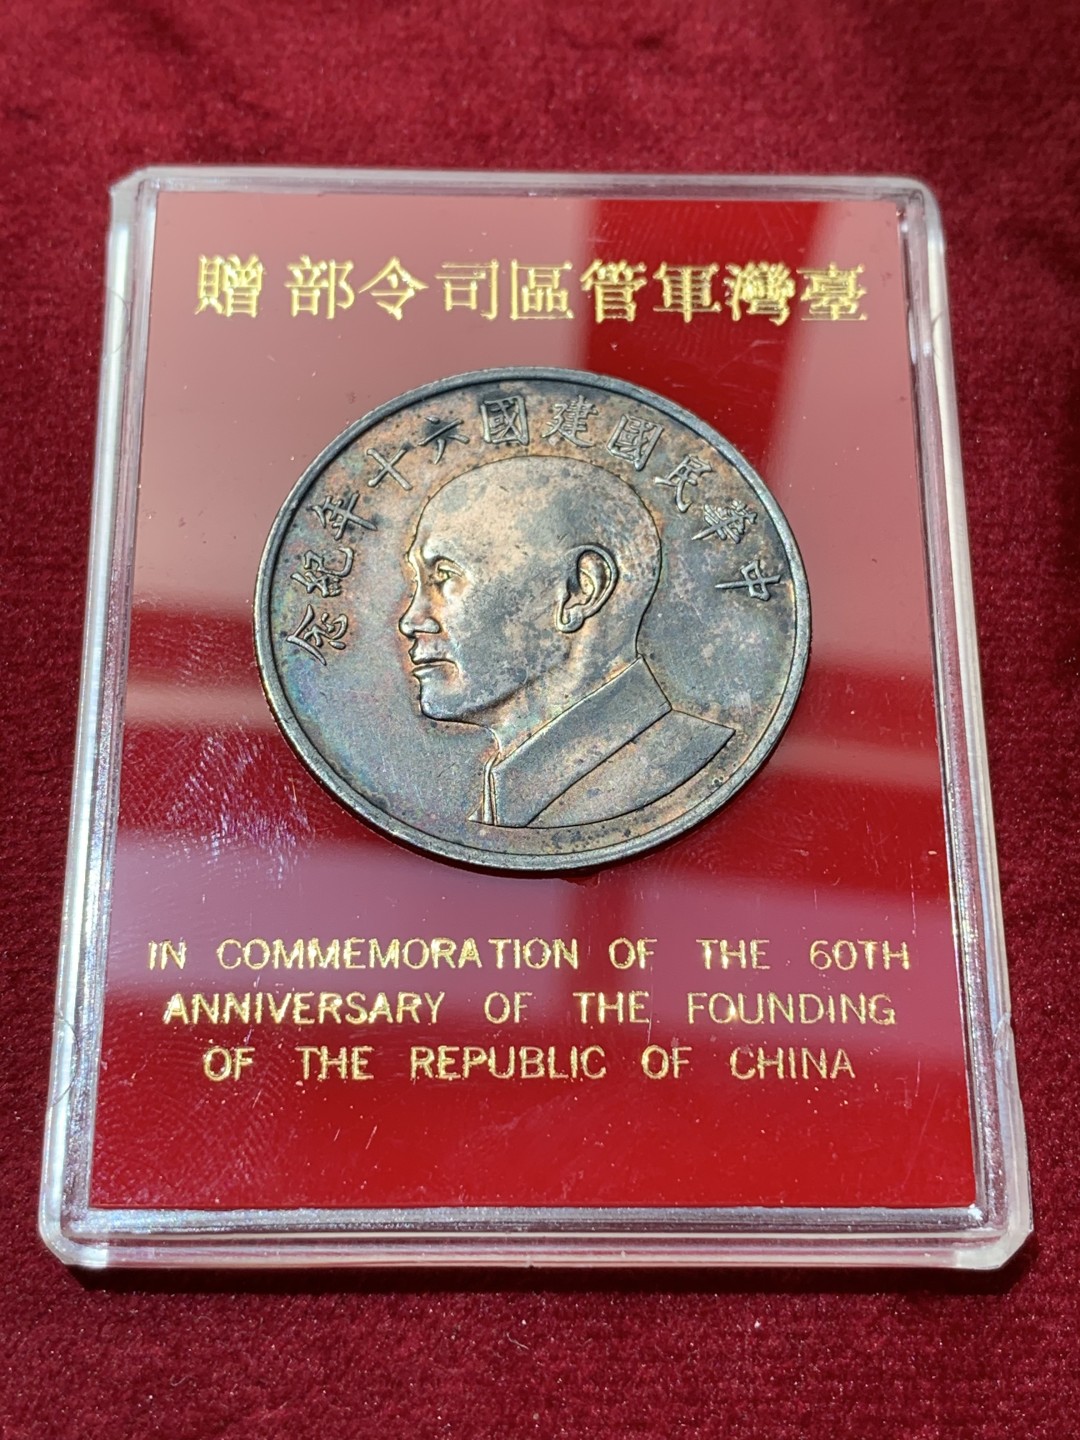 臺灣軍管區司令部 贈
中華民國建國六十年紀念
IN COMMEMORATION OF THE 60TH
ANNIVERSARY OF THE FOUNDING
OF THE REPUBLIC OF CHINA